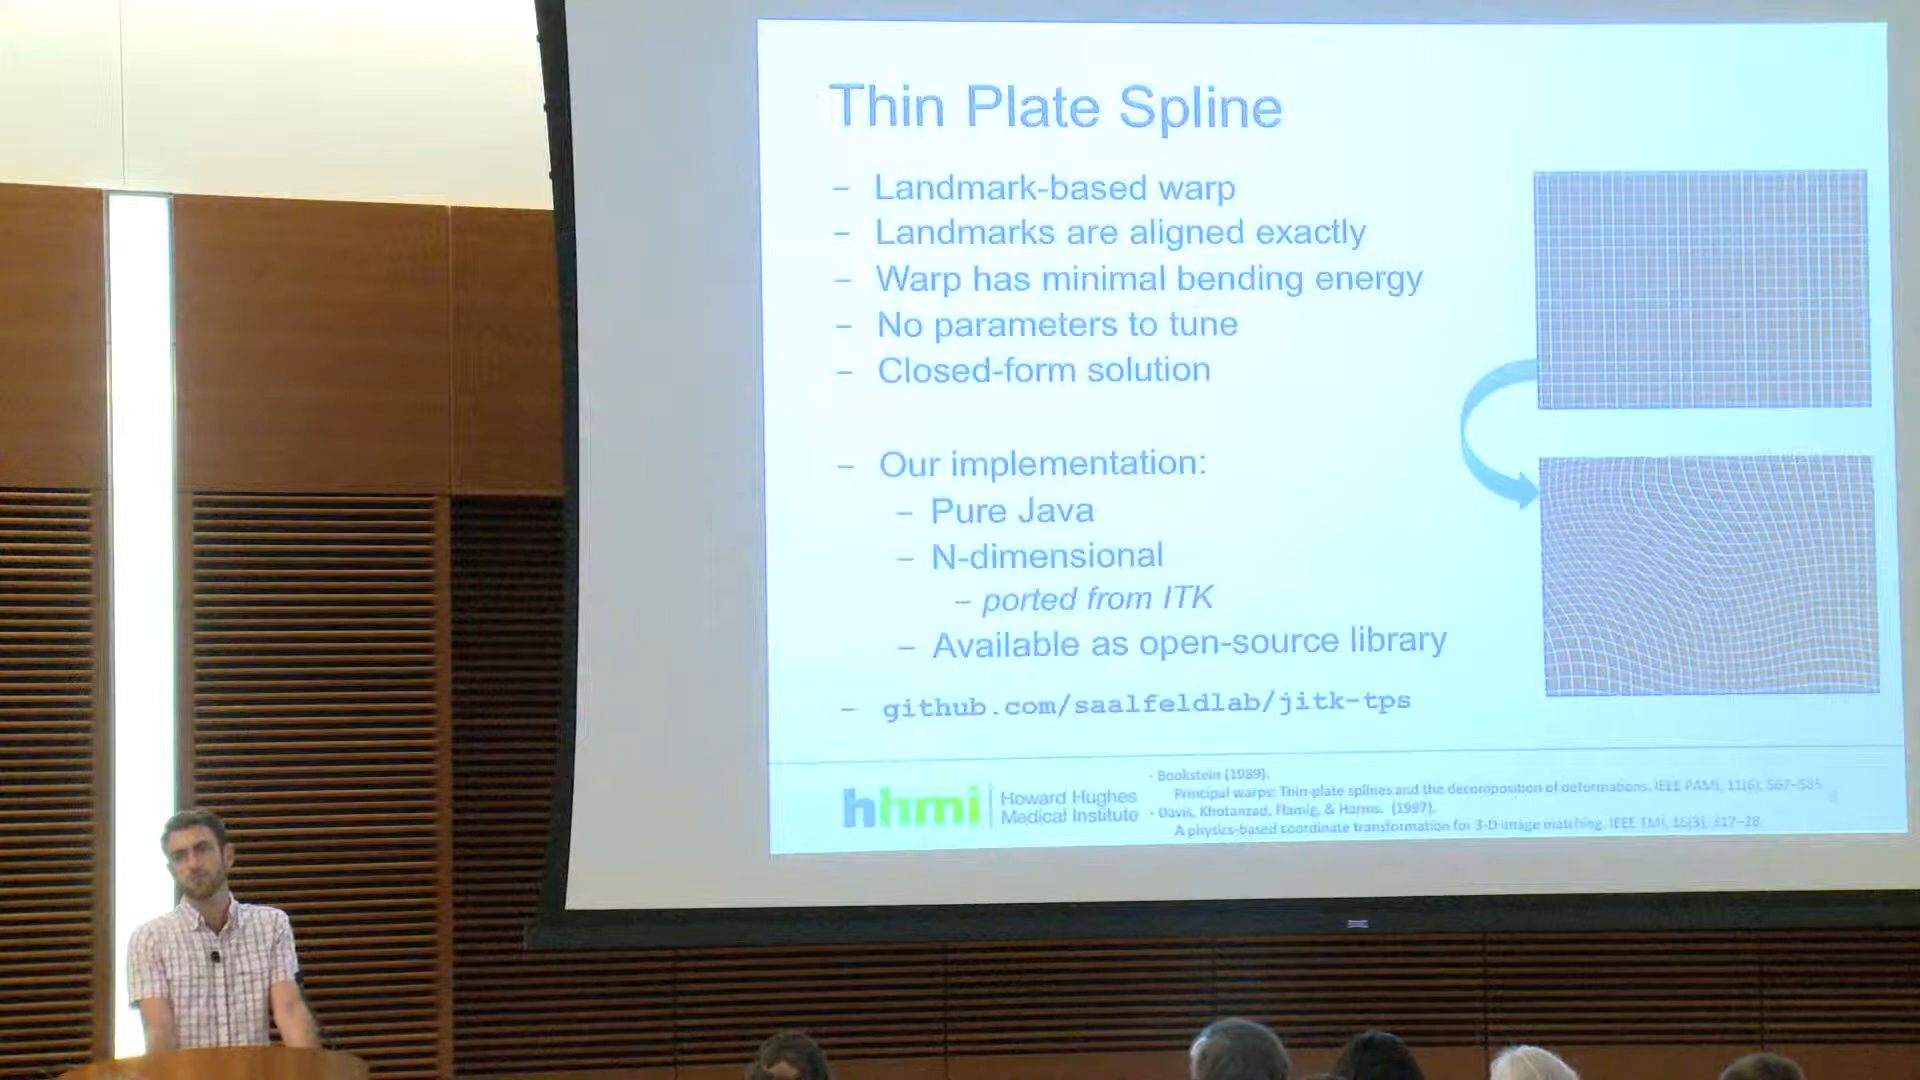 Thin Plate Spline
– Landmark-based warp
– Landmarks are aligned exactly
– Warp has minimal bending energy
– No parameters to tune
– Closed-form solution
– Our implementation:
– Pure Java
– N-dimensional
– ported from ITK
– Available as open-source library
– github.com/saalfeldlab/jitk-tps
hhmi
Howard Hughes
Medical Institute
- Bookstein (1989).
Principal warps: Thin-plate splines and the decomposition of deformations. IEEE PAMI, 11(6), 567–585.
- Davis, Khotanzad, Flamig, & Harms. (1997).
A physics-based coordinate transformation for 3-D image matching. IEEE TMI, 16(3), 317–28.